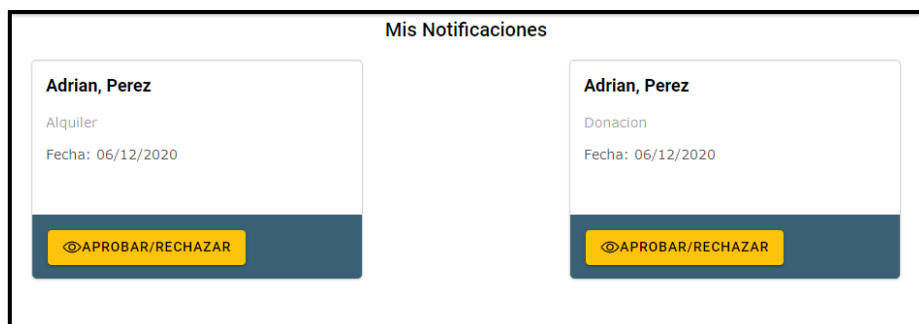 Mis Notificaciones
Adrian, Perez
Alquiler
Fecha: 06/12/2020
APROBAR/RECHAZAR
Adrian, Perez
Donacion
Fecha: 06/12/2020
APROBAR/RECHAZAR